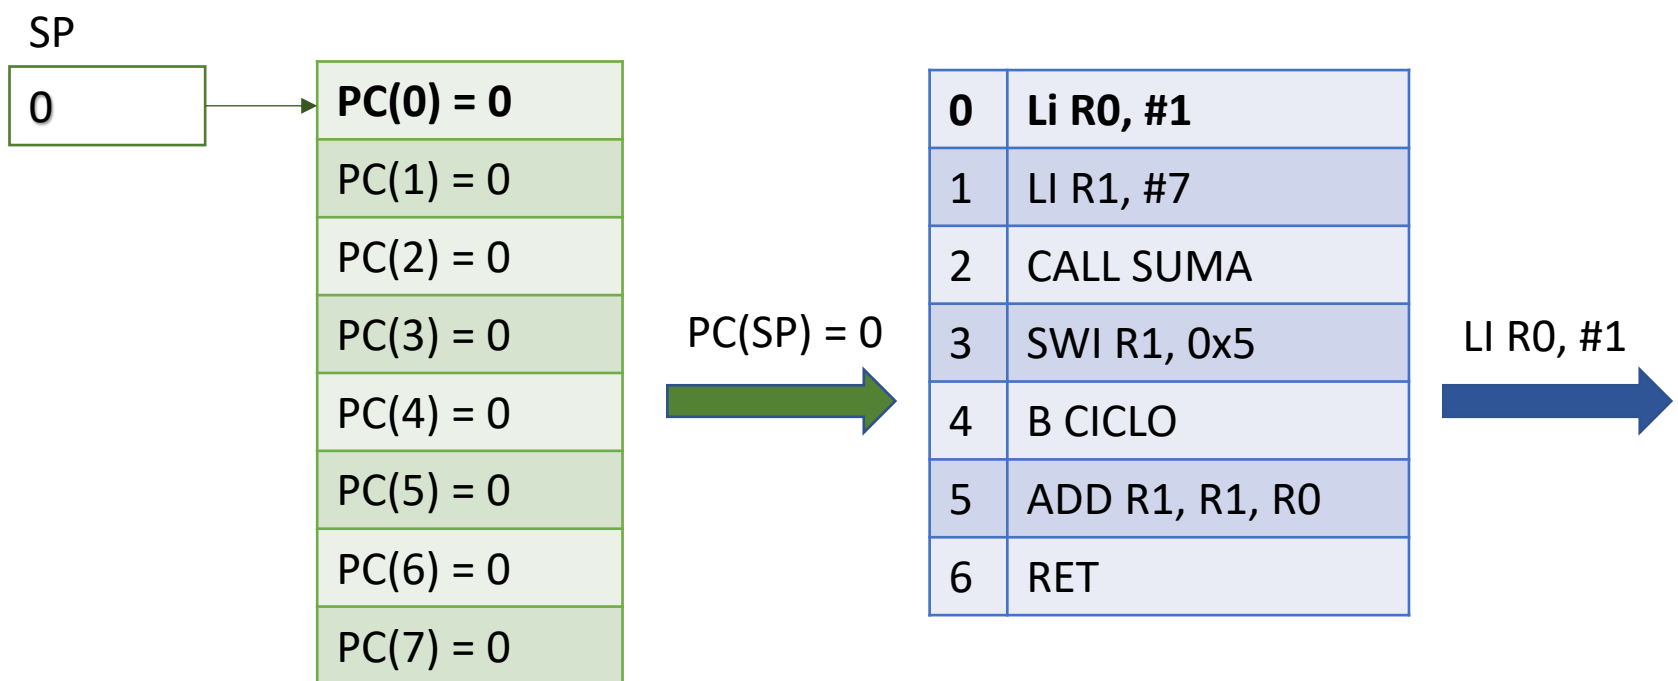 SP
0
PC(0) = 0
PC(1) = 0
PC(2) = 0
PC(3) = 0
PC(4) = 0
PC(5) = 0
PC(6) = 0
PC(7) = 0
PC(SP) = 0
0 Li R0, #1
1 LI R1, #7
2 CALL SUMA
3 SWI R1, 0x5
4 B CICLO
5 ADD R1, R1, R0
6 RET
LI R0, #1